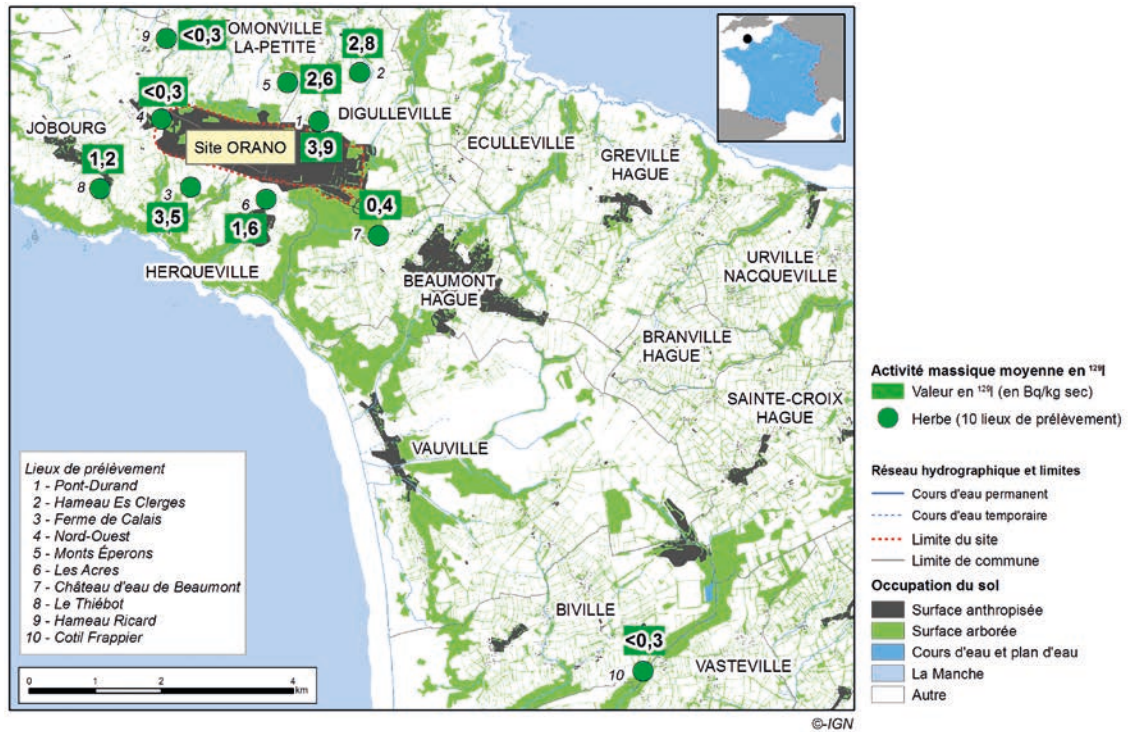 9
<0,3
OMONVILLE
LA-PETITE
2,8
2
5
2,6
<0,3
4
1
DIGULLEVILLE
JOBOURG
Site ORANO
3,9
ECULLEVILLE
GREVILLE
HAGUE
1,2
8
3
3,5
6
1,6
0,4
7
HERQUEVILLE
BEAUMONT
HAGUE
URVILLE
NACQUEVILLE
BRANVILLE
HAGUE
SAINTE-CROIX
HAGUE
VAUVILLE
BIVILLE
<0,3
10
VASTEVILLE
Lieux de prélèvement
1 - Pont-Durand
2 - Hameau Es Clerges
3 - Ferme de Calais
4 - Nord-Ouest
5 - Monts Éperons
6 - Les Acres
7 - Château d'eau de Beaumont
8 - Le Thiébot
9 - Hameau Ricard
10 - Cotil Frappier
0 1 2 4
km
Activité massique moyenne en ¹²⁹I
Valeur en ¹²⁹I (en Bq/kg sec)
Herbe (10 lieux de prélèvement)
Réseau hydrographique et limites
Cours d'eau permanent
Cours d'eau temporaire
Limite du site
Limite de commune
Occupation du sol
Surface anthropisée
Surface arborée
Cours d'eau et plan d'eau
La Manche
Autre
©-IGN